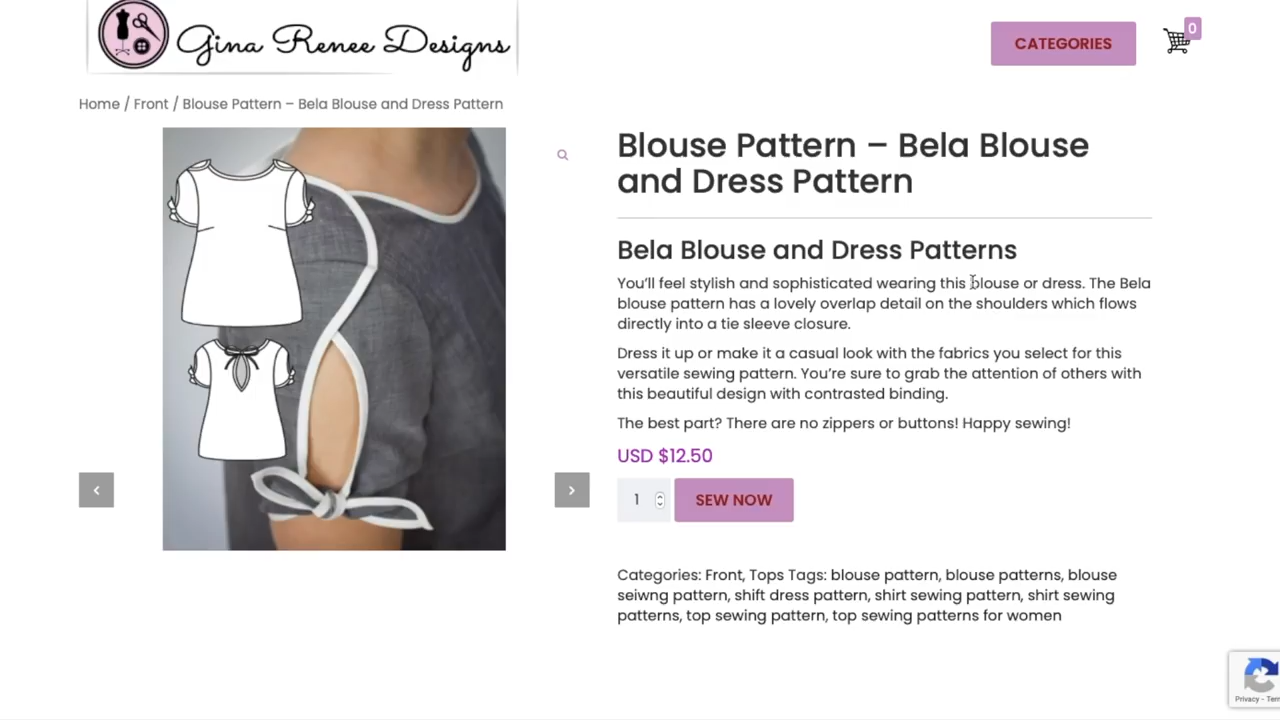 Gina Renee Designs
CATEGORIES
0
Home / Front / Blouse Pattern – Bela Blouse and Dress Pattern
Blouse Pattern – Bela Blouse
and Dress Pattern
Bela Blouse and Dress Patterns
You'll feel stylish and sophisticated wearing this blouse or dress. The Bela
blouse pattern has a lovely overlap detail on the shoulders which flows
directly into a tie sleeve closure.
Dress it up or make it a casual look with the fabrics you select for this
versatile sewing pattern. You're sure to grab the attention of others with
this beautiful design with contrasted binding.
The best part? There are no zippers or buttons! Happy sewing!
USD $12.50
1
SEW NOW
Categories: Front, Tops Tags: blouse pattern, blouse patterns, blouse
seiwng pattern, shift dress pattern, shirt sewing pattern, shirt sewing
patterns, top sewing pattern, top sewing patterns for women
Privacy - Ter